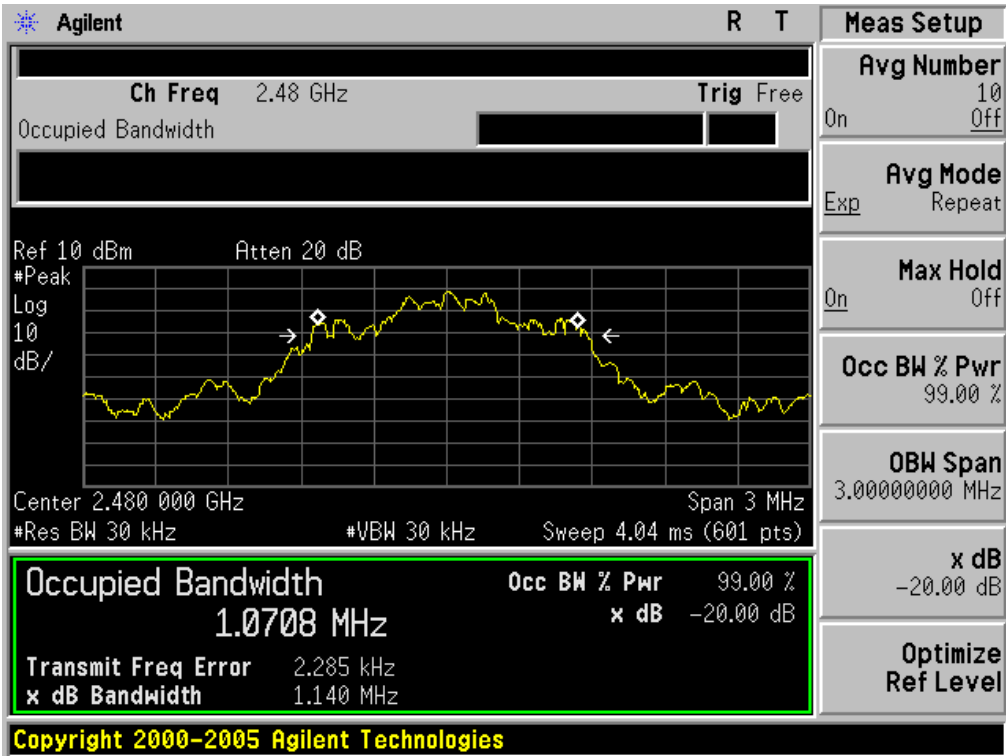 Agilent R T
Ch Freq 2.48 GHz Trig Free
Occupied Bandwidth
Ref 10 dBm Atten 20 dB
#Peak
Log
10
dB/
Center 2.480 000 GHz Span 3 MHz
#Res BW 30 kHz #VBW 30 kHz Sweep 4.04 ms (601 pts)
Occupied Bandwidth Occ BW % Pwr 99.00 %
1.0708 MHz x dB -20.00 dB
Transmit Freq Error 2.285 kHz
x dB Bandwidth 1.140 MHz
Copyright 2000-2005 Agilent Technologies
Meas Setup
Avg Number
10
On Off
Avg Mode
Exp Repeat
Max Hold
On Off
Occ BW % Pwr
99.00 %
OBW Span
3.00000000 MHz
x dB
-20.00 dB
Optimize
Ref Level